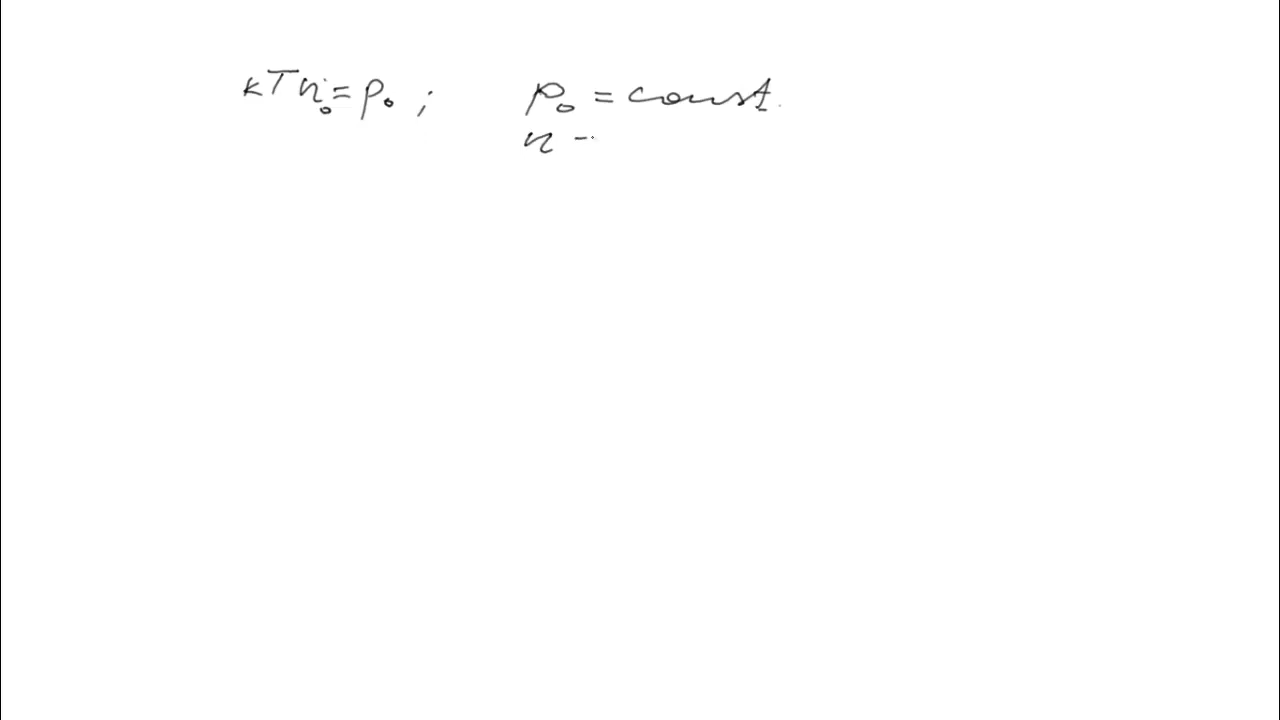 kTn₀ = p₀ ; p₀ = const.
n -